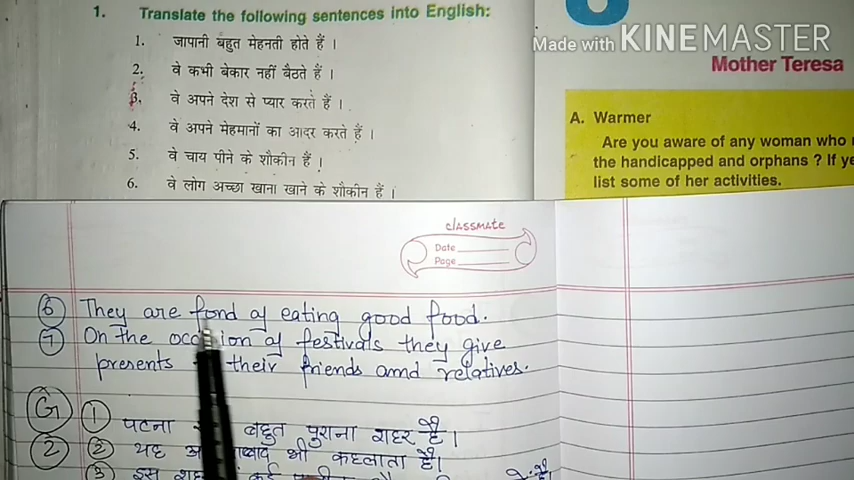 1. Translate the following sentences into English:
1. जापानी बहुत मेहनती होते हैं ।
2. वे कभी बेकार नहीं बैठते हैं ।
3. वे अपने देश से प्यार करते हैं ।
4. वे अपने मेहमानों का आदर करते हैं ।
5. वे चाय पीने के शौकीन हैं ।
6. वे लोग अच्छा खाना खाने के शौकीन हैं ।
Made with KINEMASTER
Mother Teresa
A. Warmer
Are you aware of any woman who
the handicapped and orphans ? If ye
list some of her activities.
classmate
Date
Page
6 They are fond of eating good food.
7 On the of festivals they give
presents their friends and relatives.
G 1 पटना बहुत पुराना शहर है।
2 2 यह भी कहलाता है।
3 इस